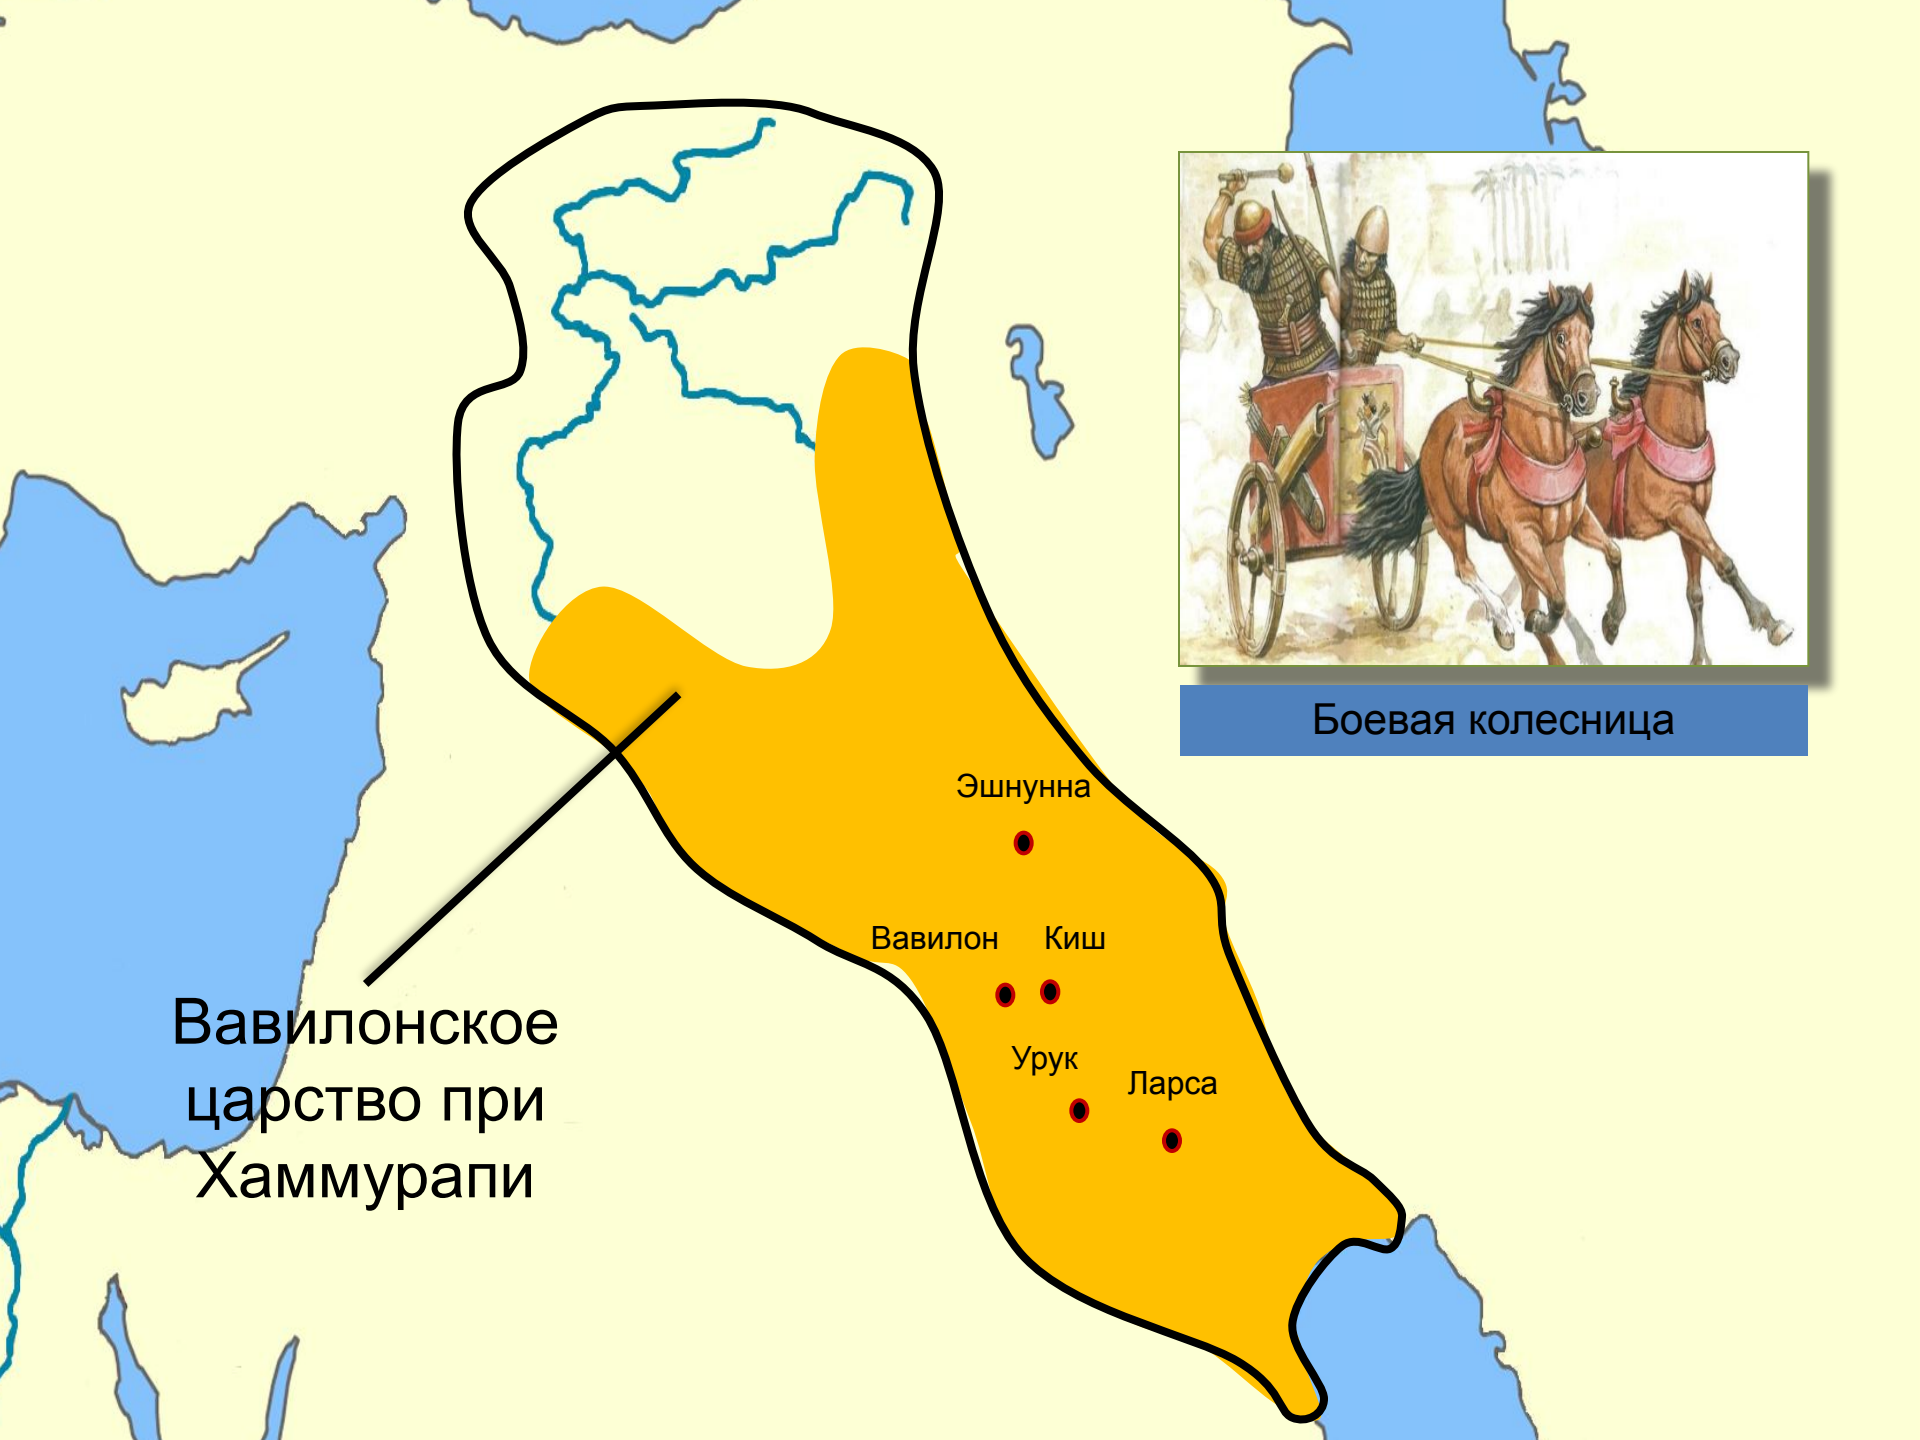 Боевая колесница
Эшнунна
Вавилон
Киш
Вавилонское
царство при
Хаммурапи
Урук
Ларса